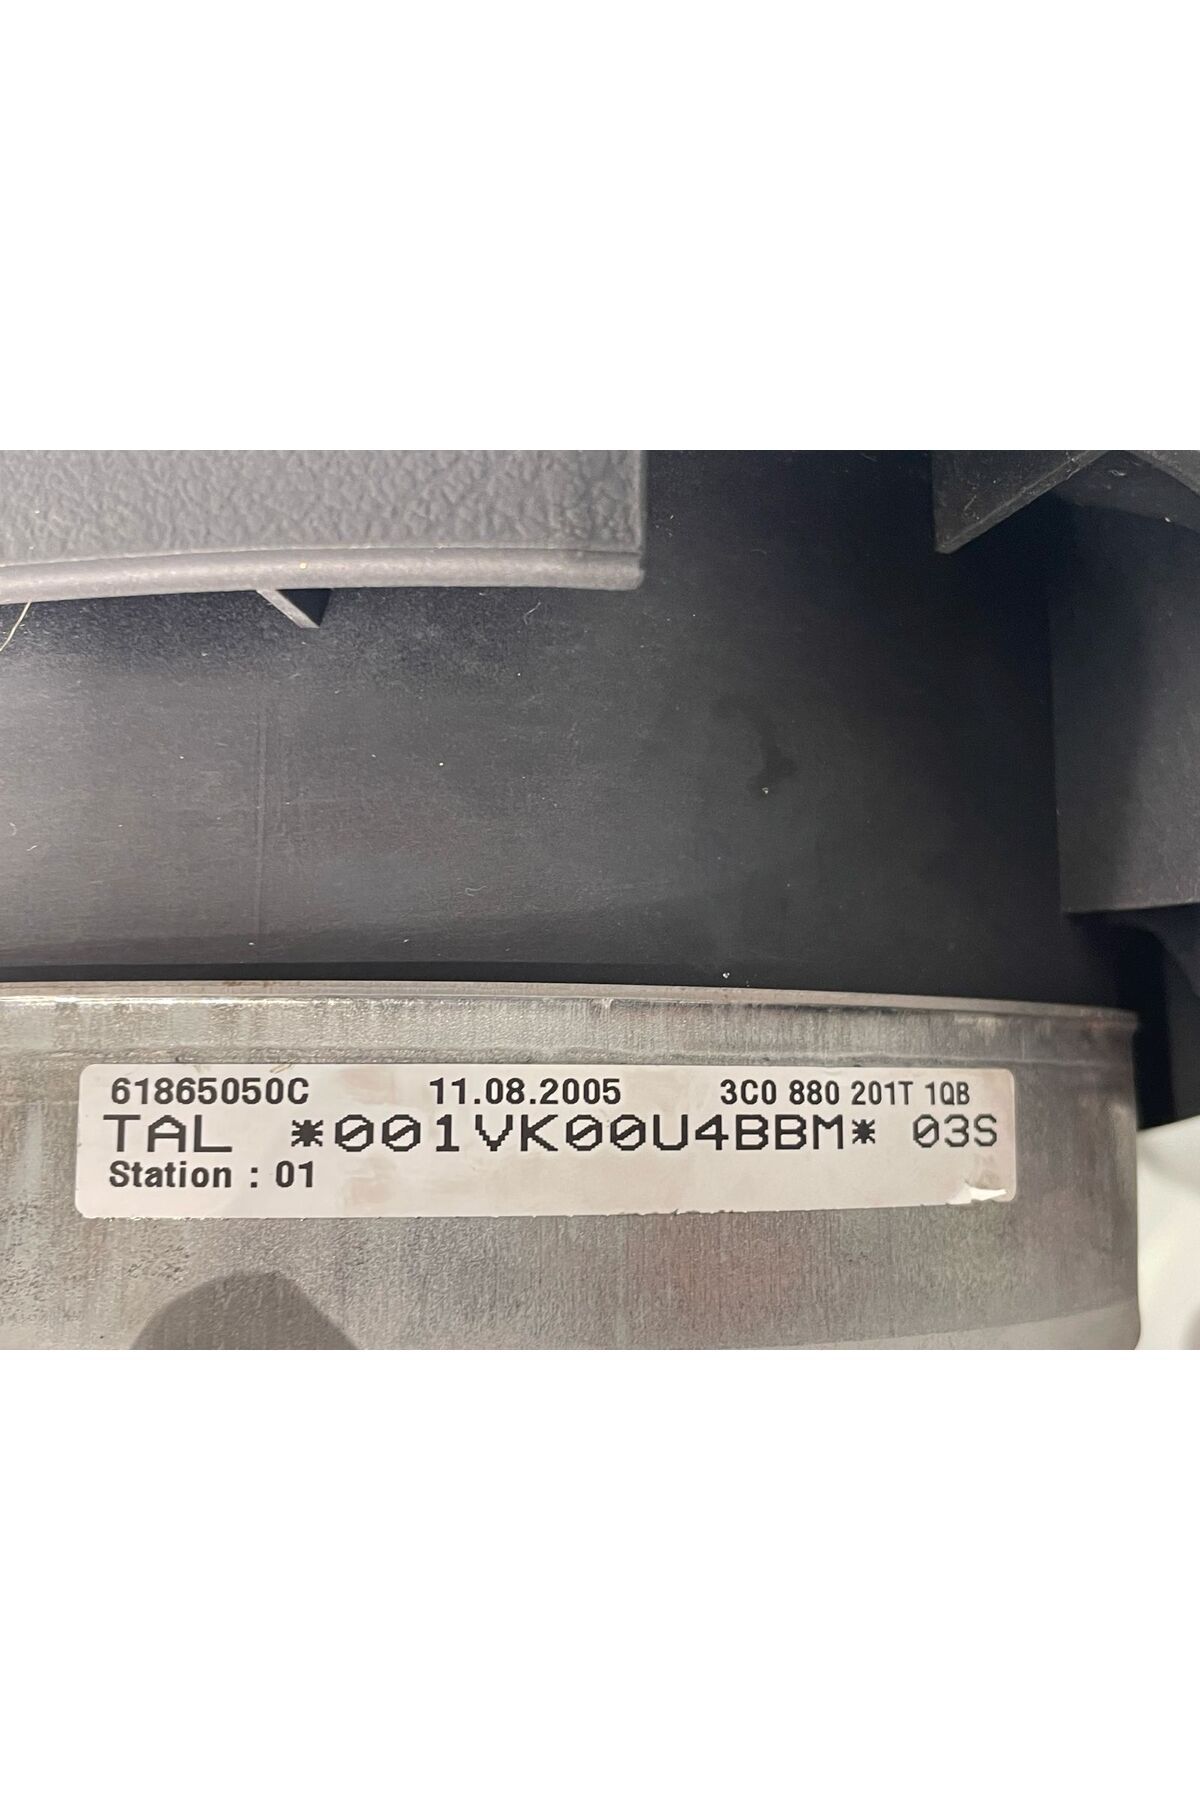 61865050C 11.08.2005 3C0 880 201T 1QB
TAL *001VK00U4BBM* 03S
Station : 01